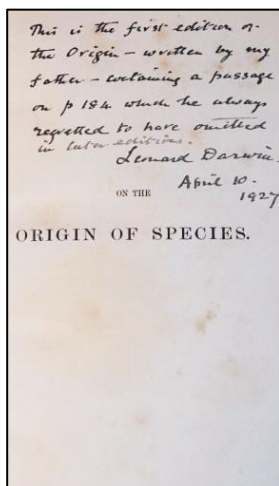 This is the first edition of
the Origin – written by my
father – containing a passage
on p 184 which he always
regretted to have omitted
in later editions.
Leonard Darwin
April 10.
1927
ON THE
ORIGIN OF SPECIES.